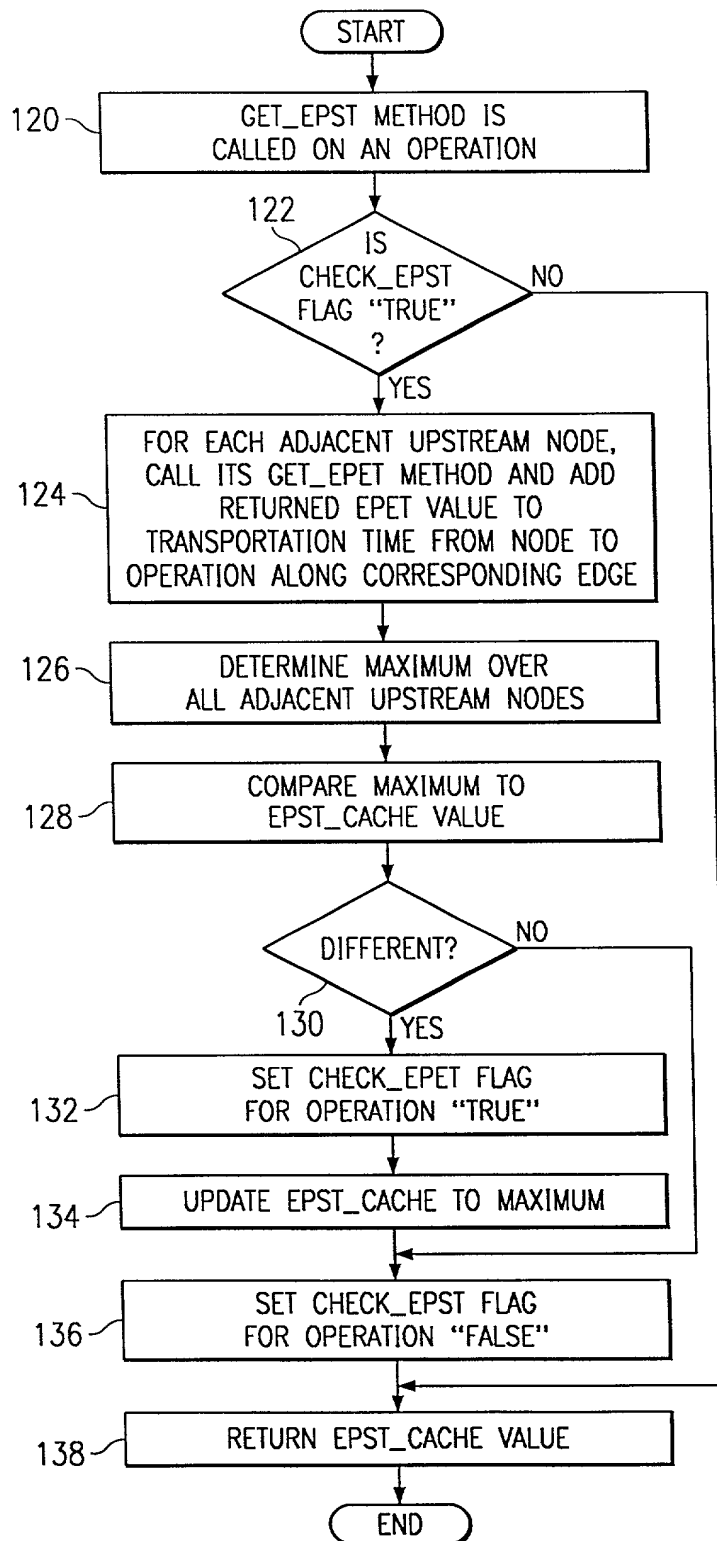 START
120
GET_EPST METHOD IS
CALLED ON AN OPERATION
122
IS
CHECK_EPST
FLAG "TRUE"
?
NO
YES
124
FOR EACH ADJACENT UPSTREAM NODE,
CALL ITS GET_EPET METHOD AND ADD
RETURNED EPET VALUE TO
TRANSPORTATION TIME FROM NODE TO
OPERATION ALONG CORRESPONDING EDGE
126
DETERMINE MAXIMUM OVER
ALL ADJACENT UPSTREAM NODES
128
COMPARE MAXIMUM TO
EPST_CACHE VALUE
DIFFERENT?
NO
130
YES
132
SET CHECK_EPET FLAG
FOR OPERATION "TRUE"
134
UPDATE EPST_CACHE TO MAXIMUM
136
SET CHECK_EPST FLAG
FOR OPERATION "FALSE"
138
RETURN EPST_CACHE VALUE
END